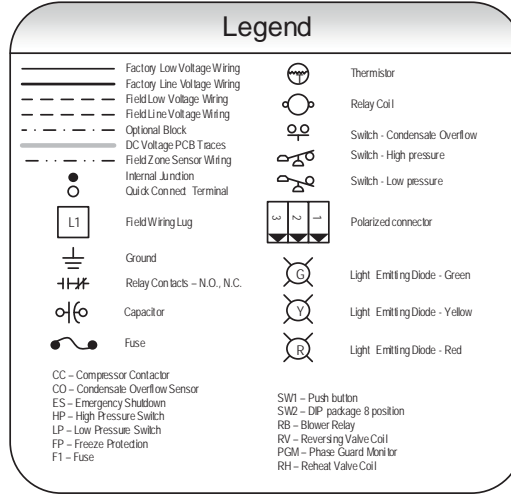 Legend
Factory Low Voltage Wiring
Factory Line Voltage Wiring
Field Low Voltage Wiring
Field Line Voltage Wiring
Optional Block
DC Voltage PCB Traces
Field Zone Sensor Wiring
Internal Junction
Quick Connect Terminal
L1
Field Wiring Lug
Ground
Relay Contacts – N.O., N.C.
Capacitor
Fuse
Thermistor
Relay Coil
Switch - Condensate Overflow
Switch - High pressure
Switch - Low pressure
3 2 1
Polarized connector
G
Light Emitting Diode - Green
Y
Light Emitting Diode - Yellow
R
Light Emitting Diode - Red
CC – Compressor Contactor
CO – Condensate Overflow Sensor
ES – Emergency Shutdown
HP – High Pressure Switch
LP – Low Pressure Switch
FP – Freeze Protection
F1 – Fuse
SW1 – Push button
SW2 – DIP package 8 position
RB – Blower Relay
RV – Reversing Valve Coil
PGM – Phase Guard Monitor
RH – Reheat Valve Coil